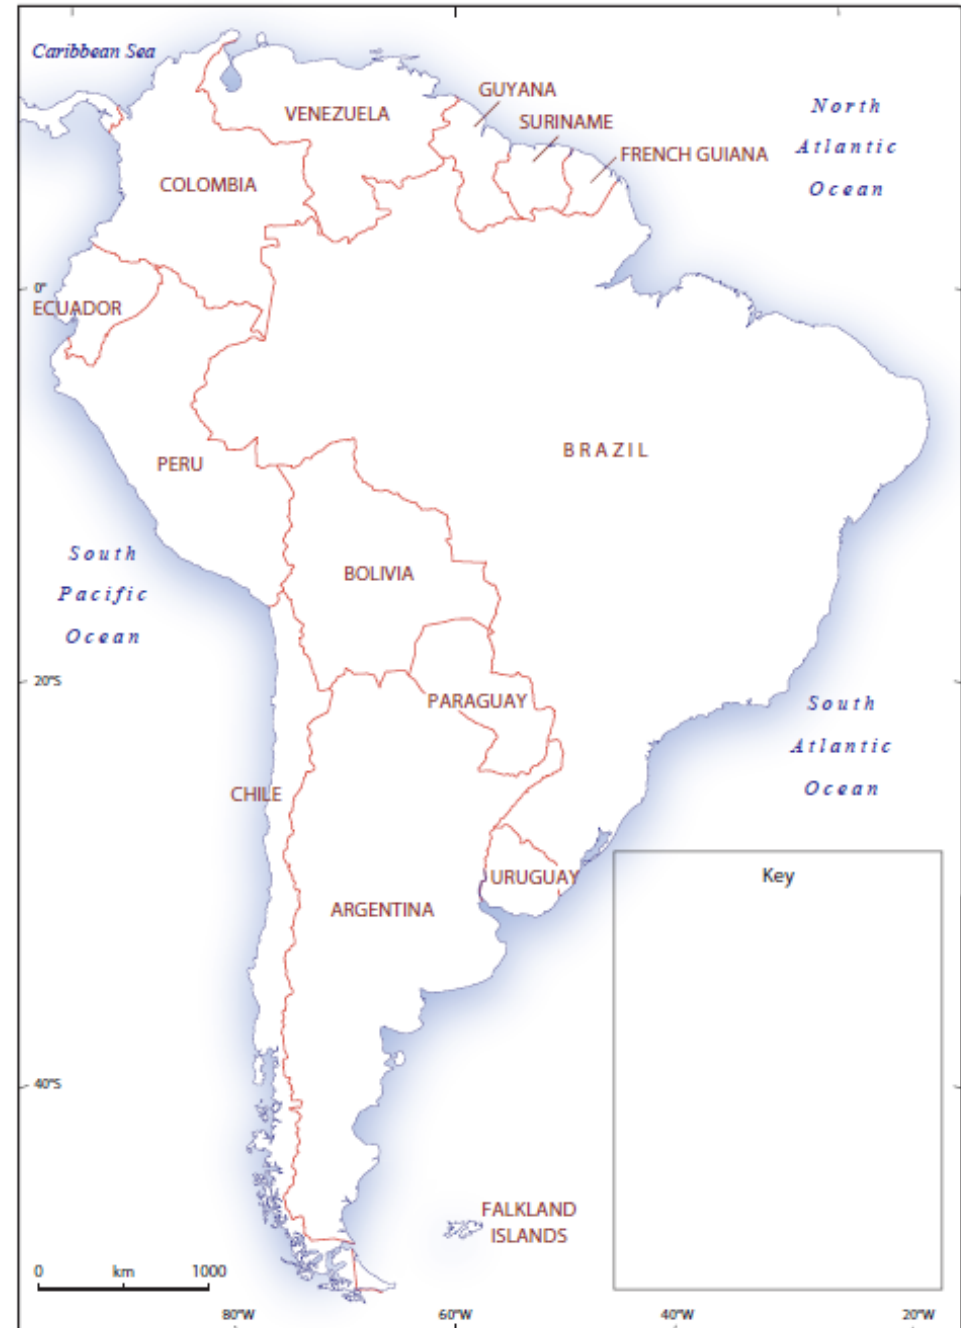 Caribbean Sea
GUYANA
VENEZUELA
SURINAME
North
Atlantic
Ocean
FRENCH GUIANA
COLOMBIA
0°
ECUADOR
PERU
BRAZIL
South
Pacific
Ocean
BOLIVIA
20°S
PARAGUAY
South
Atlantic
Ocean
CHILE
URUGUAY
Key
ARGENTINA
40°S
FALKLAND
ISLANDS
0 km 1000
80°W 60°W 40°W 20°W